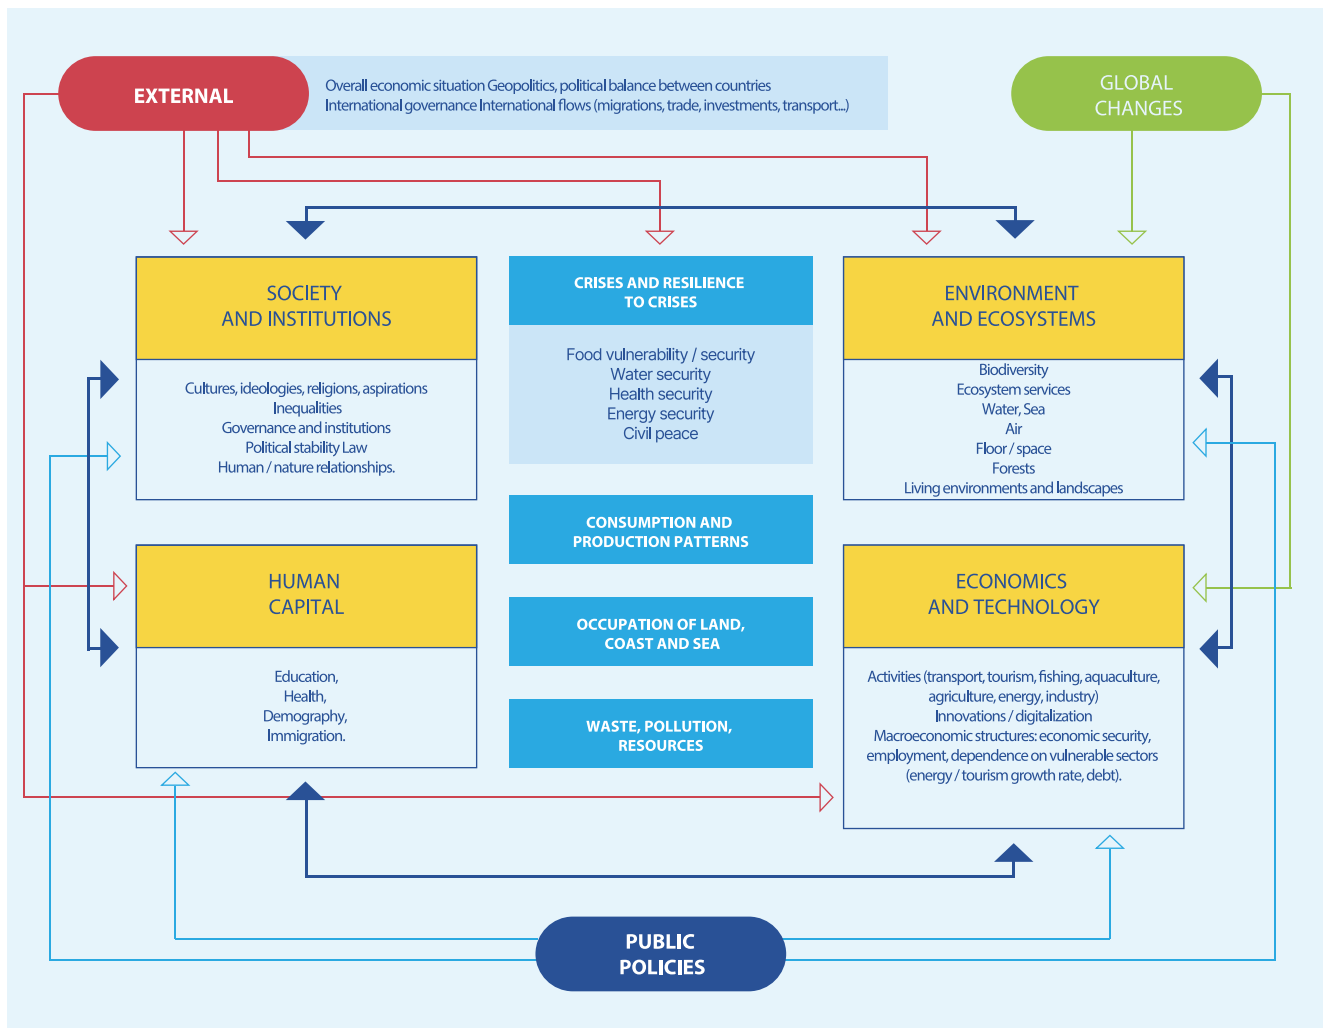 EXTERNAL
Overall economic situation Geopolitics, political balance between countries
International governance International flows (migrations, trade, investments, transport...)
GLOBAL
CHANGES
SOCIETY
AND INSTITUTIONS
Cultures, ideologies, religions, aspirations
Inequalities
Governance and institutions
Political stability Law
Human / nature relationships.
CRISES AND RESILIENCE
TO CRISES
Food vulnerability / security
Water security
Health security
Energy security
Civil peace
ENVIRONMENT
AND ECOSYSTEMS
Biodiversity
Ecosystem services
Water, Sea
Air
Floor / space
Forests
Living environments and landscapes
CONSUMPTION AND
PRODUCTION PATTERNS
HUMAN
CAPITAL
Education,
Health,
Demography,
Immigration.
OCCUPATION OF LAND,
COAST AND SEA
WASTE, POLLUTION,
RESOURCES
ECONOMICS
AND TECHNOLOGY
Activities (transport, tourism, fishing, aquaculture,
agriculture, energy, industry)
Innovations / digitalization
Macroeconomic structures: economic security,
employment, dependence on vulnerable sectors
(energy / tourism growth rate, debt).
PUBLIC
POLICIES